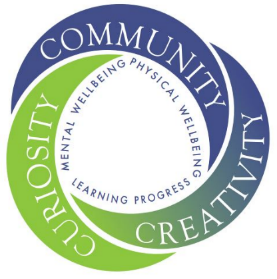 COMMUNITY
CREATIVITY
CURIOSITY
MENTAL WELLBEING
PHYSICAL WELLBEING
LEARNING PROGRESS